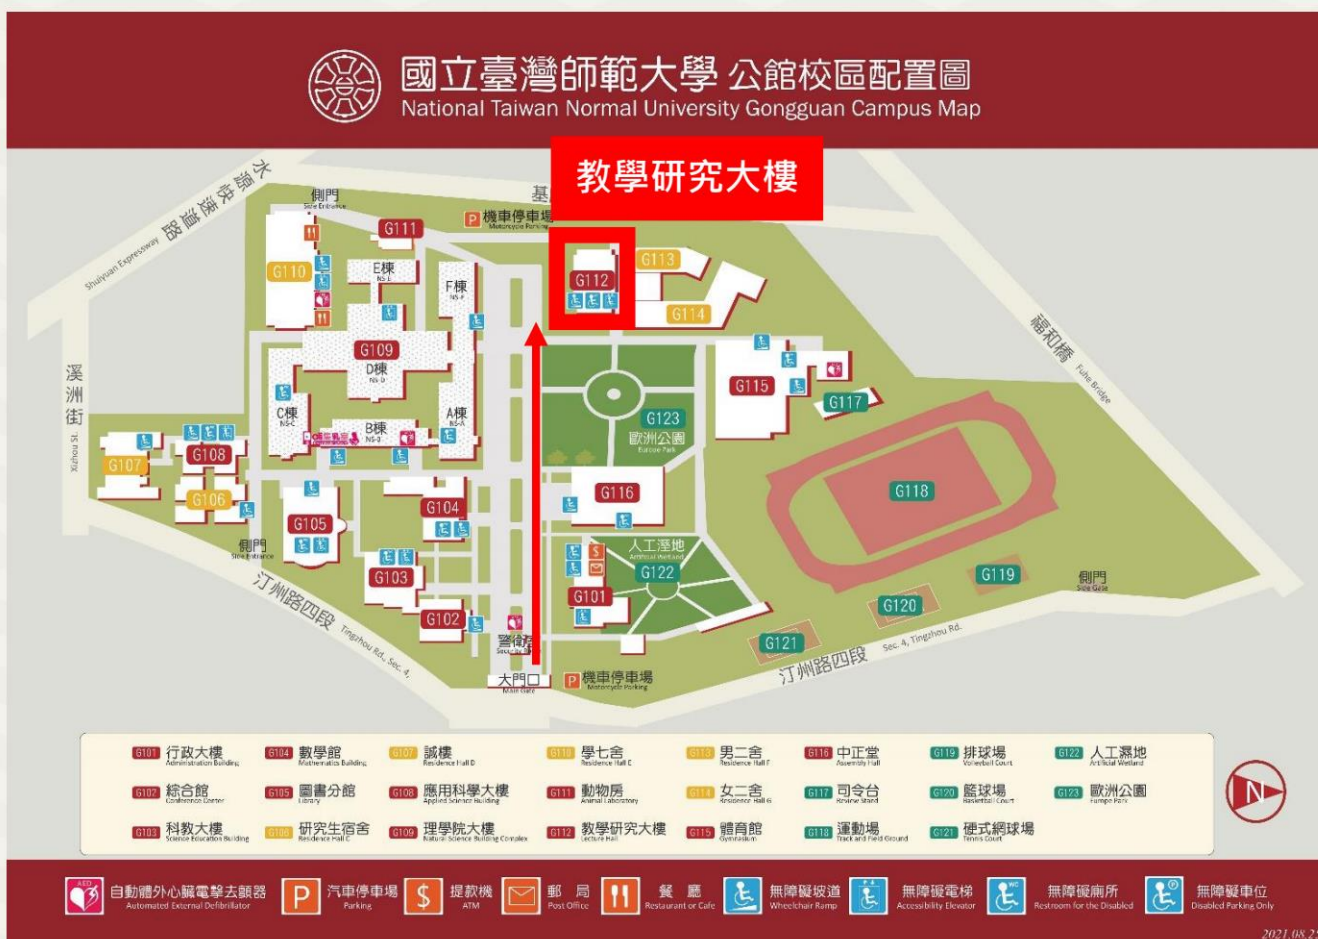 國立臺灣師範大學 公館校區配置圖
National Taiwan Normal University Gongguan Campus Map
教學研究大樓
水源快速道路
Shuiyuan Expressway
側門
Side Entrance
基
P 機車停車場
Motorcycle Parking
G111
G110
E棟
NS-E
F棟
NS-F
G112
G113
G114
G109
D棟
NS-D
福和橋
Fuhe Bridge
溪洲街
Xizhou St.
C棟
NS-C
B棟
NS-B
A棟
NS-A
G123
歐洲公園
Europe Park
G115
G117
G107
G108
G106
G105
G104
G116
G118
側門
Side Entrance
人工溼地
Artificial Wetland
G122
G103
G102
G101
G119
G120
G121
側門
Side Gate
汀州路四段
Tingzhou Rd., Sec. 4,
警衛
大門口
Main Gate
P 機車停車場
Motorcycle Parking
汀州路四段
Sec. 4, Tingzhou Rd.
G101 行政大樓 G104 數學館 G107 誠樓 G110 學七舍 G113 男二舍 G116 中正堂 G119 排球場 G122 人工濕地
Administration Building Mathematics Building Residence Hall D Residence Hall E Residence Hall F Assembly Hall Volleyball Court Artificial Wetland
G102 綜合館 G105 圖書分館 G108 應用科學大樓 G111 動物房 G114 女二舍 G117 司令台 G120 籃球場 G123 歐洲公園
Conference Center Library Applied Science Building Animal Laboratory Residence Hall G Review Stand Basketball Court Europe Park
G103 科教大樓 G106 研究生宿舍 G109 理學院大樓 G112 教學研究大樓 G115 體育館 G118 運動場 G121 硬式網球場
Science Education Building Residence Hall C Natural Science Building Complex Lecture Hall Gymnasium Track and Field Ground Tennis Court
N
AED 自動體外心臟電擊去顫器 P 汽車停車場 $ 提款機 郵局 餐廳 無障礙坡道 無障礙電梯 WC 無障礙廁所 P 無障礙車位
Automated External Defibrillator Parking ATM Post Office Restaurant or Cafe Wheelchair Ramp Accessibility Elevator Restroom for the Disabled Disabled Parking Only